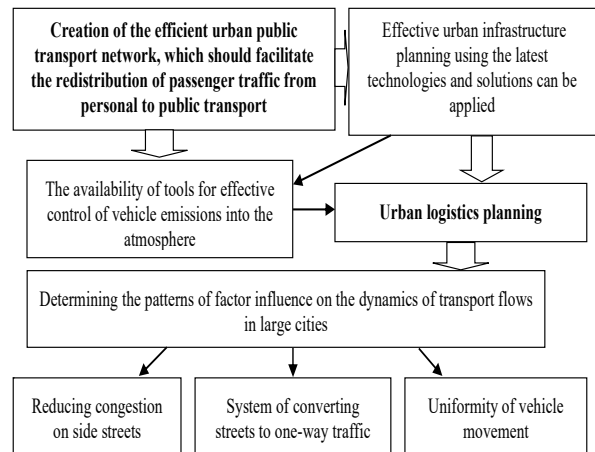 Creation of the efficient urban public
transport network, which should facilitate
the redistribution of passenger traffic from
personal to public transport
Effective urban infrastructure
planning using the latest
technologies and solutions can be
applied
The availability of tools for effective
control of vehicle emissions into the
atmosphere
Urban logistics planning
Determining the patterns of factor influence on the dynamics of transport flows
in large cities
Reducing congestion
on side streets
System of converting
streets to one-way traffic
Uniformity of vehicle
movement